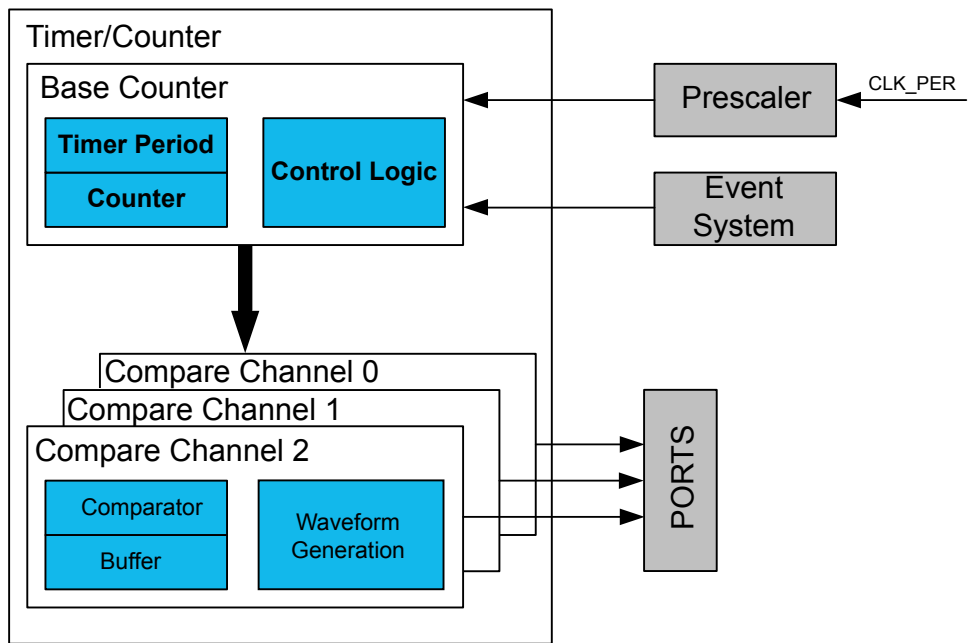 Timer/Counter
Base Counter
Timer Period
Counter
Control Logic
Prescaler
CLK_PER
Event
System
Compare Channel 0
Compare Channel 1
Compare Channel 2
Comparator
Buffer
Waveform
Generation
PORTS